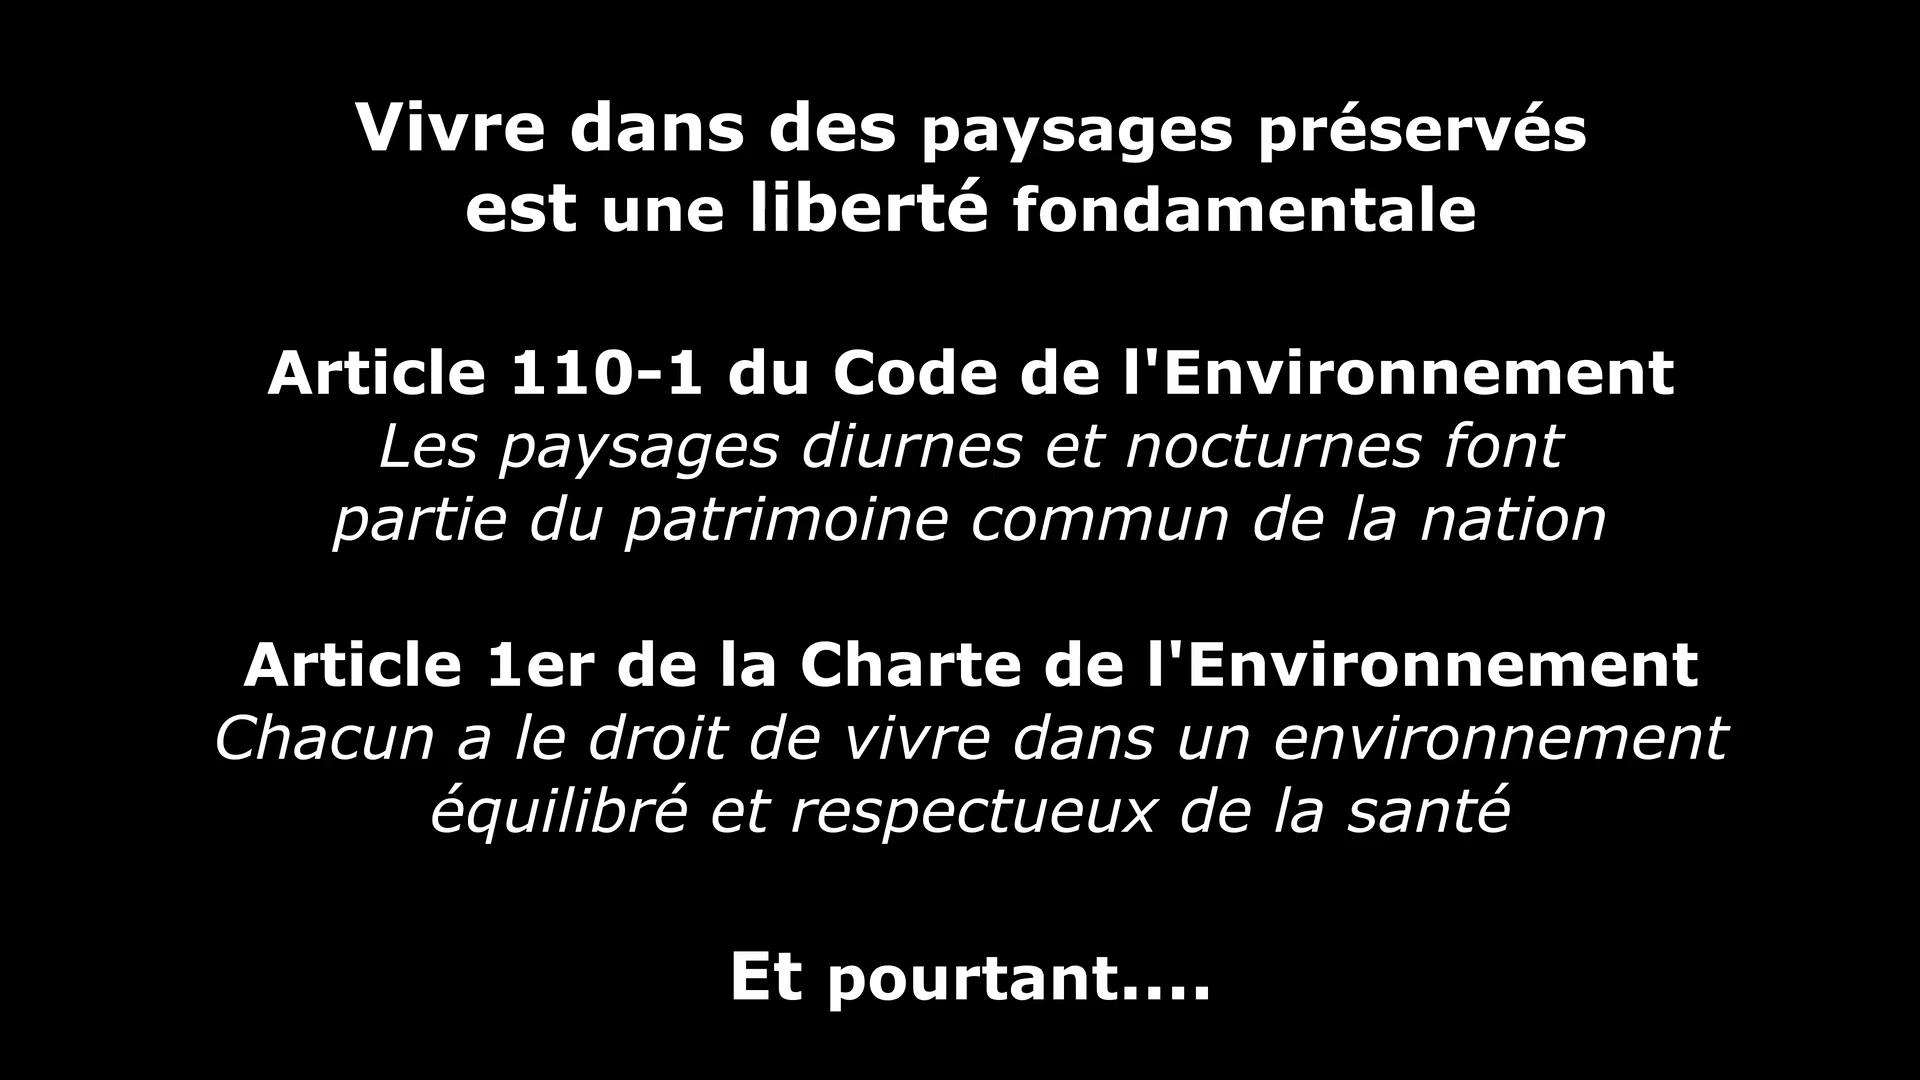 Vivre dans des paysages préservés
est une liberté fondamentale
Article 110-1 du Code de l'Environnement
Les paysages diurnes et nocturnes font
partie du patrimoine commun de la nation
Article 1er de la Charte de l'Environnement
Chacun a le droit de vivre dans un environnement
équilibré et respectueux de la santé
Et pourtant....